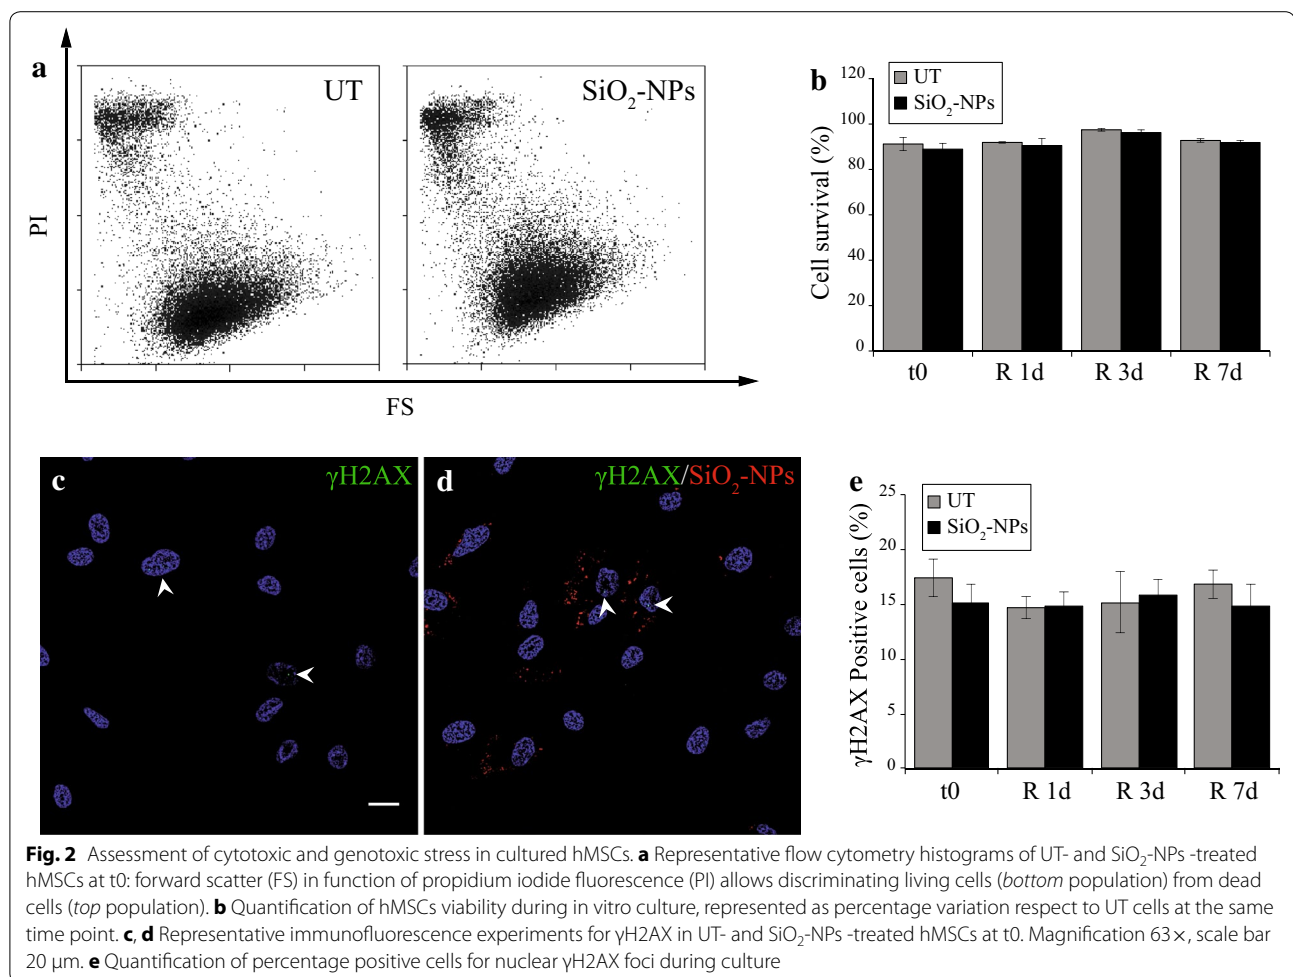 a
UT
SiO₂-NPs
PI
FS
b
UT
SiO₂-NPs
Cell survival (%)
120
100
80
60
40
20
0
t0 R 1d R 3d R 7d
c
γH2AX
d
γH2AX/SiO₂-NPs
e
UT
SiO₂-NPs
γH2AX Positive cells (%)
25
20
15
10
5
0
t0 R 1d R 3d R 7d
Fig. 2 Assessment of cytotoxic and genotoxic stress in cultured hMSCs. a Representative flow cytometry histograms of UT- and SiO₂-NPs -treated
hMSCs at t0: forward scatter (FS) in function of propidium iodide fluorescence (PI) allows discriminating living cells (bottom population) from dead
cells (top population). b Quantification of hMSCs viability during in vitro culture, represented as percentage variation respect to UT cells at the same
time point. c, d Representative immunofluorescence experiments for γH2AX in UT- and SiO₂-NPs -treated hMSCs at t0. Magnification 63×, scale bar
20 μm. e Quantification of percentage positive cells for nuclear γH2AX foci during culture